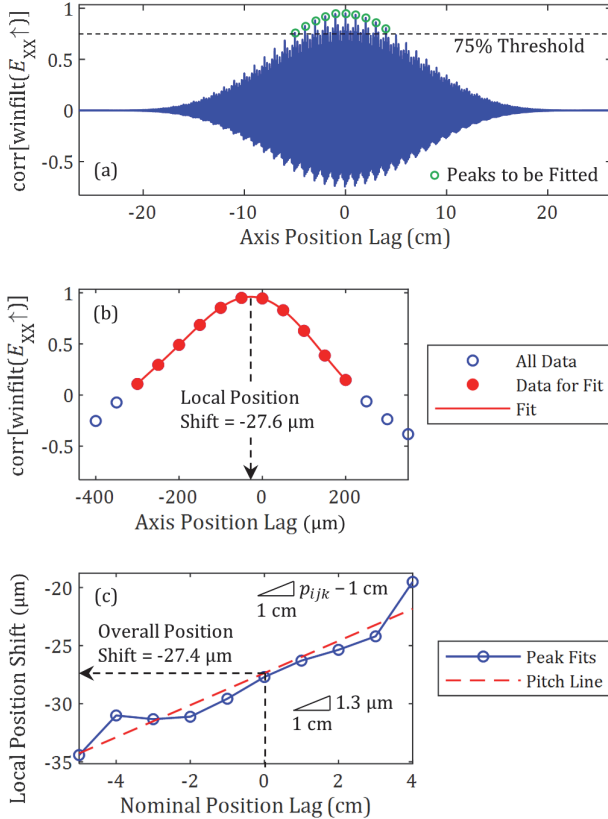 corr[winfilt(E_XX↑)]
1
0.5
0
-0.5
75% Threshold
(a)
Peaks to be Fitted
-20
-10
0
10
20
Axis Position Lag (cm)
corr[winfilt(E_XX↑)]
1
0.5
0
-0.5
(b)
Local Position
Shift = -27.6 μm
-400
-200
0
200
Axis Position Lag (μm)
All Data
Data for Fit
Fit
Local Position Shift (μm)
-20
-25
-30
-35
(c)
p_ijk − 1 cm
1 cm
Overall Position
Shift = -27.4 μm
1.3 μm
1 cm
-4
-2
0
2
4
Nominal Position Lag (cm)
Peak Fits
Pitch Line